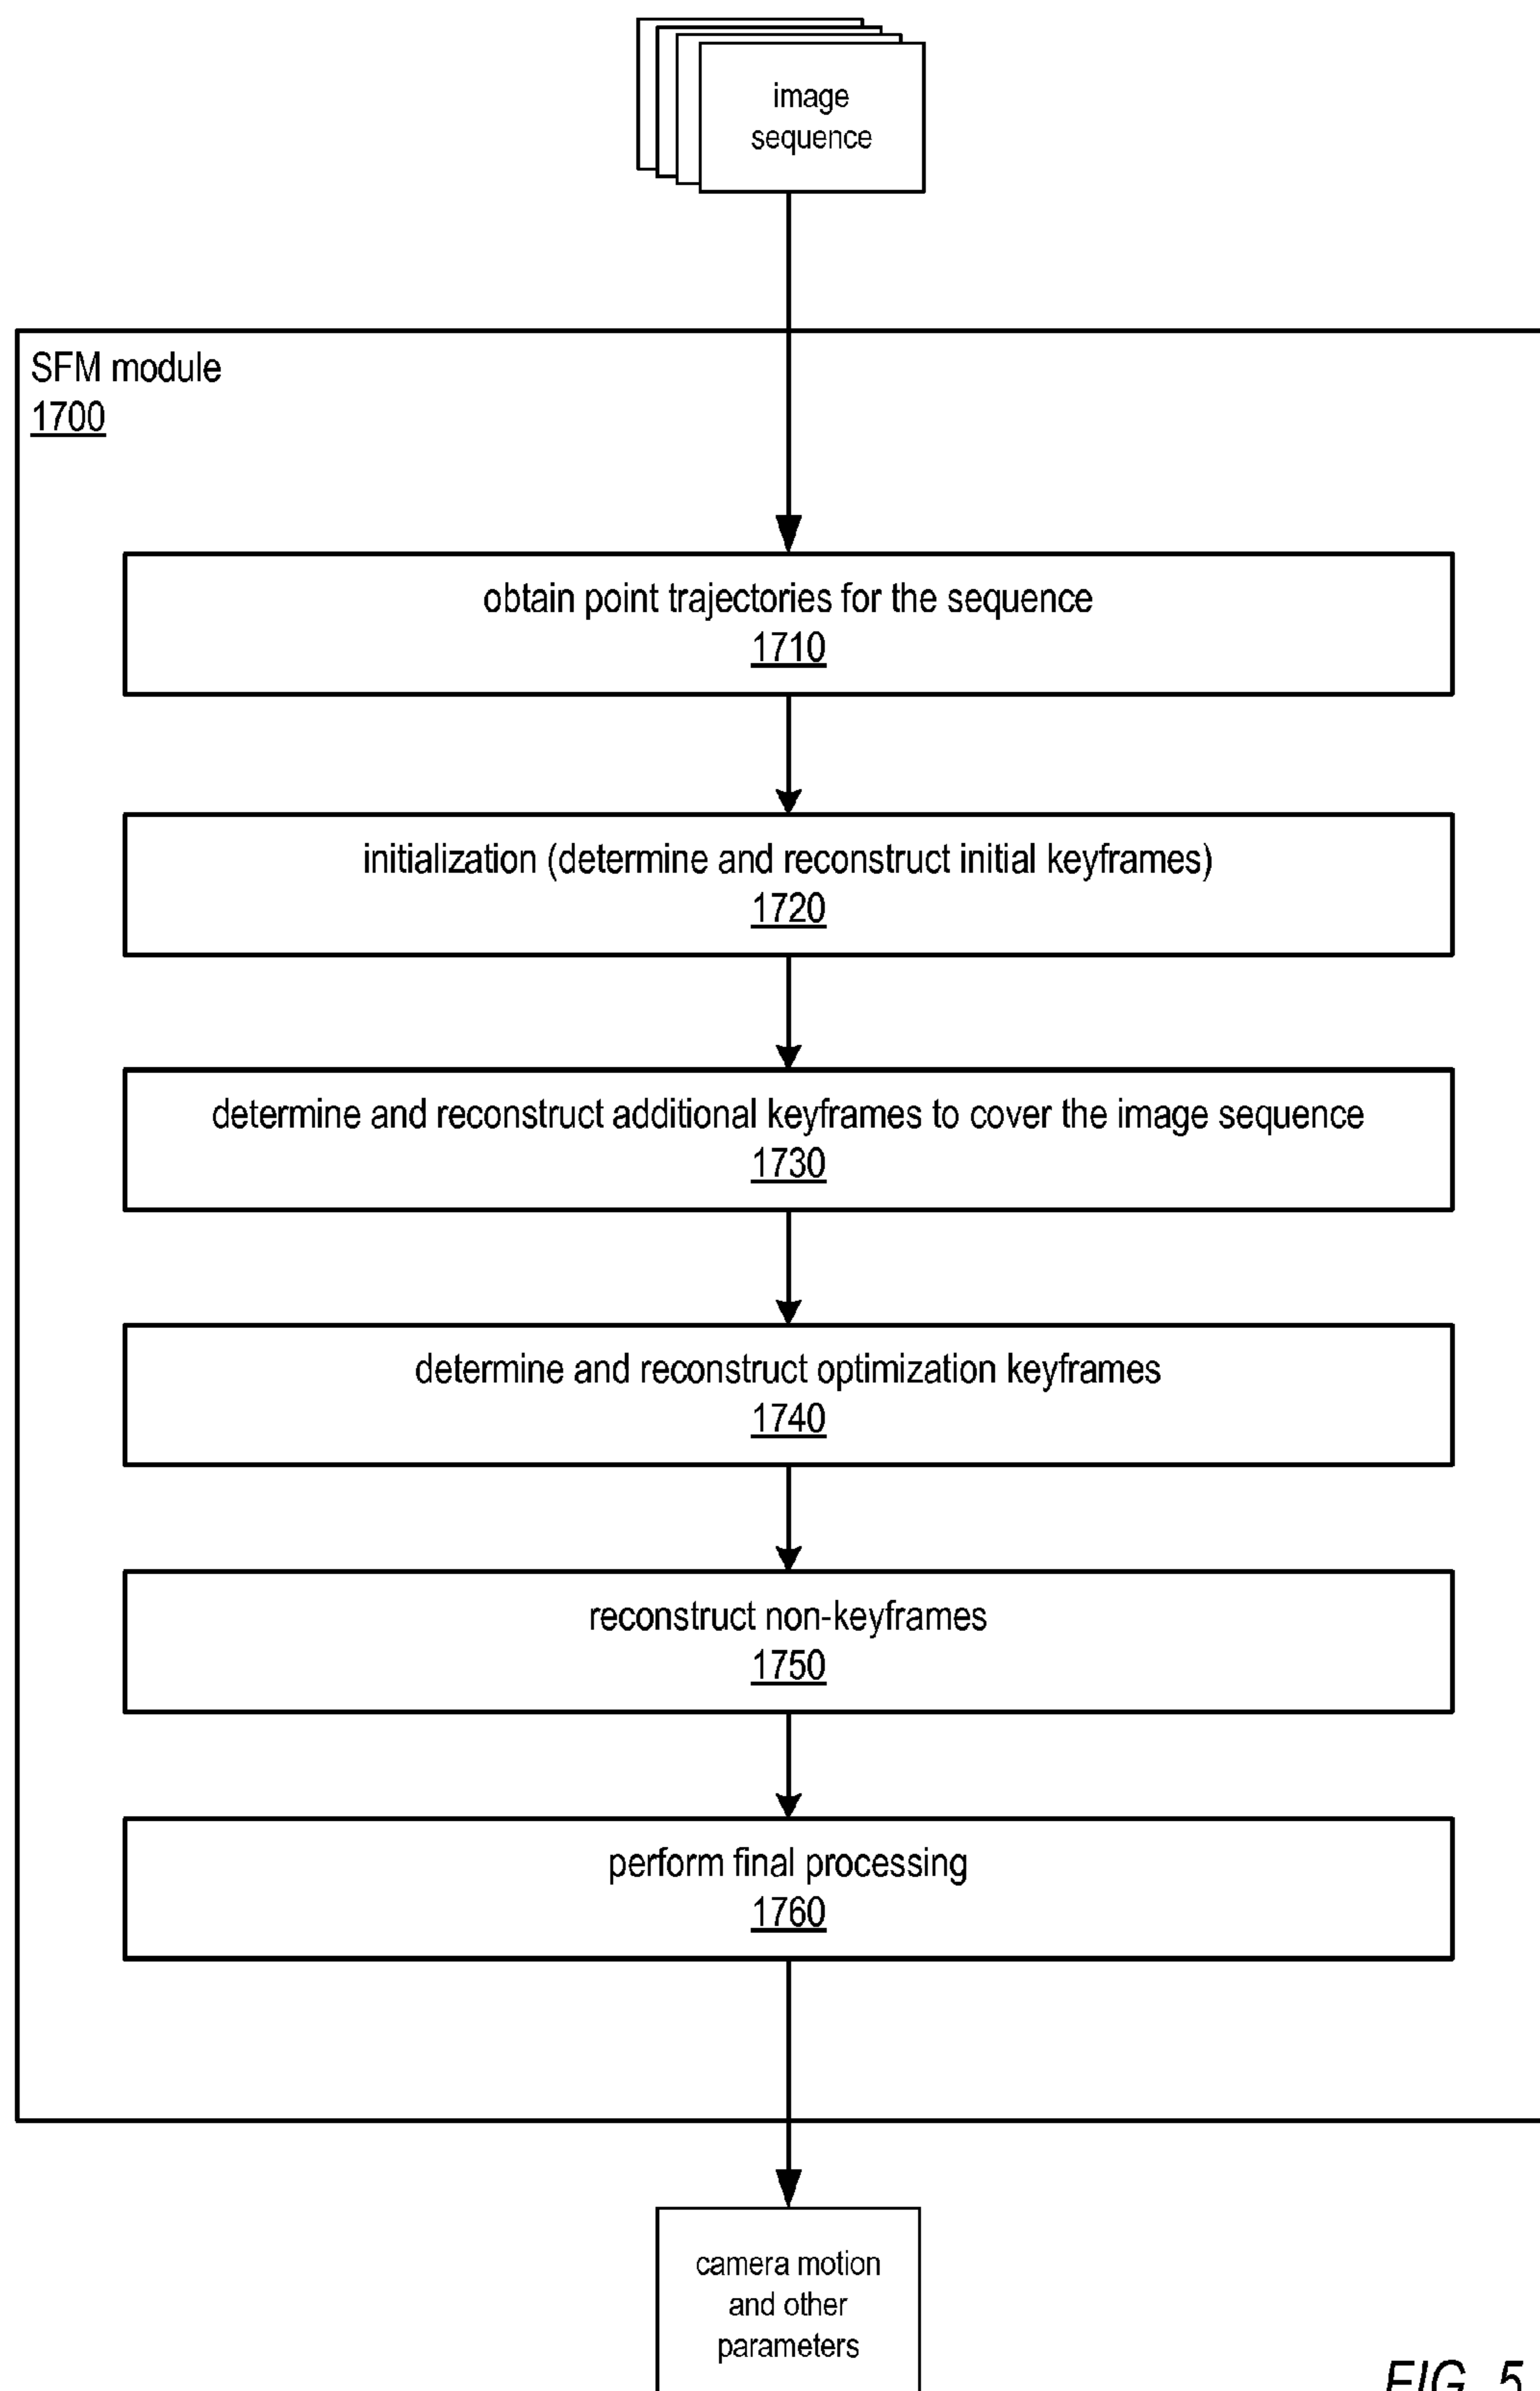 image
sequence
SFM module
1700
obtain point trajectories for the sequence
1710
initialization (determine and reconstruct initial keyframes)
1720
determine and reconstruct additional keyframes to cover the image sequence
1730
determine and reconstruct optimization keyframes
1740
reconstruct non-keyframes
1750
perform final processing
1760
camera motion
and other
parameters
FIG. 5